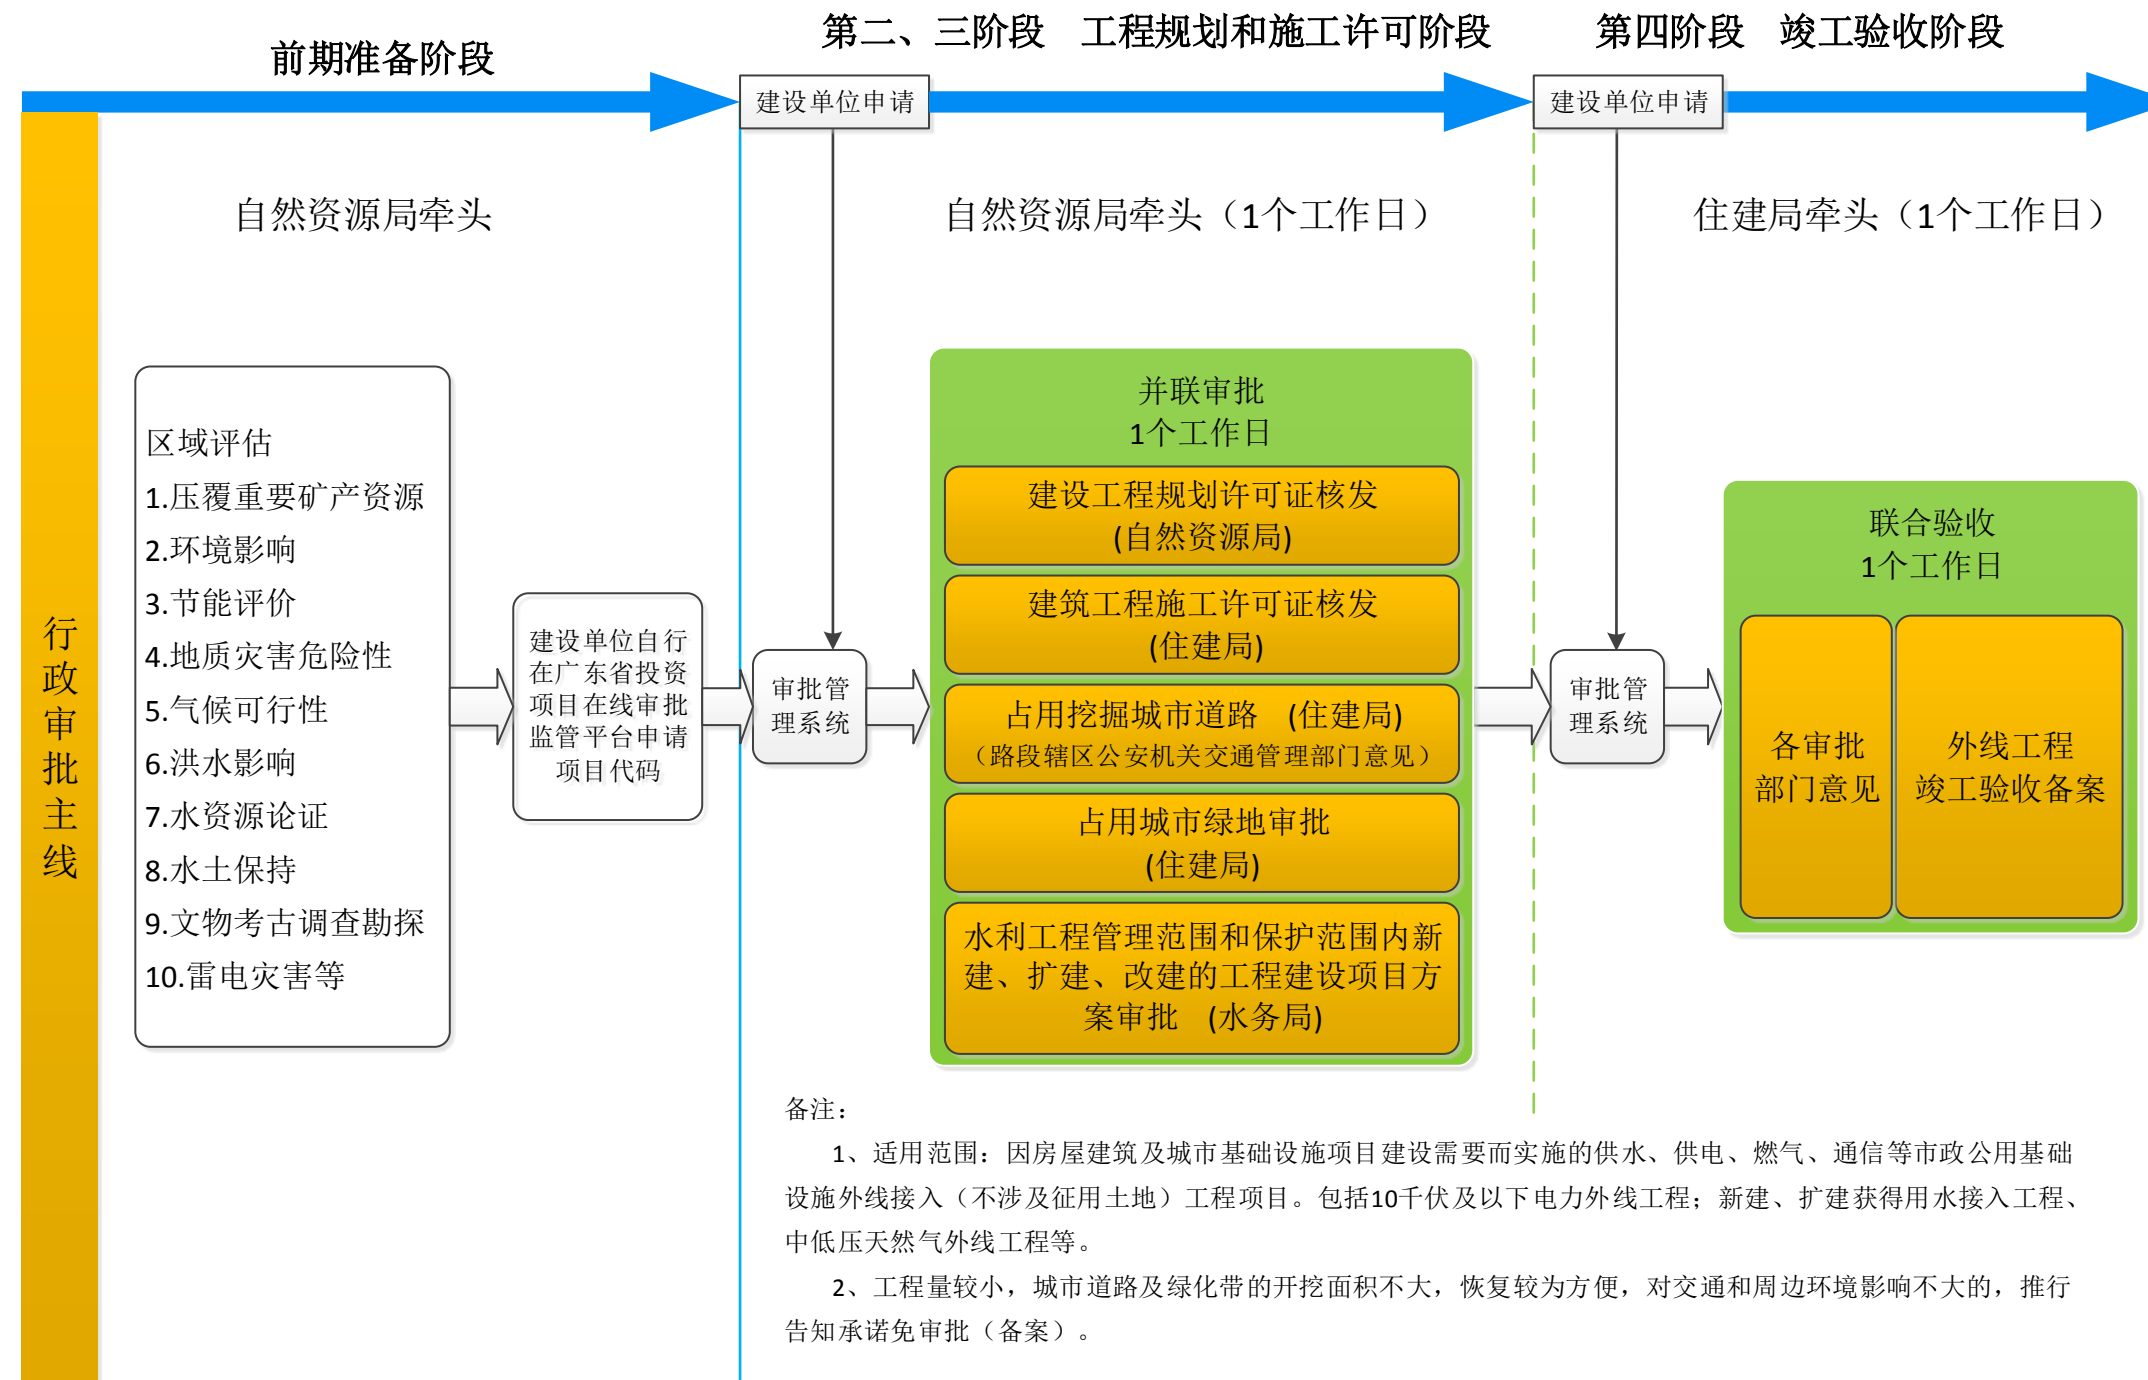 前期准备阶段
第二、三阶段　工程规划和施工许可阶段
第四阶段　竣工验收阶段
建设单位申请
建设单位申请
自然资源局牵头
自然资源局牵头（1个工作日）
住建局牵头（1个工作日）
行政审批主线
区域评估
1.压覆重要矿产资源
2.环境影响
3.节能评价
4.地质灾害危险性
5.气候可行性
6.洪水影响
7.水资源论证
8.水土保持
9.文物考古调查勘探
10.雷电灾害等
建设单位自行
在广东省投资
项目在线审批
监管平台申请
项目代码
审批管
理系统
并联审批
1个工作日
建设工程规划许可证核发
(自然资源局)
建筑工程施工许可证核发
(住建局)
占用挖掘城市道路　(住建局)
（路段辖区公安机关交通管理部门意见）
占用城市绿地审批
(住建局)
水利工程管理范围和保护范围内新
建、扩建、改建的工程建设项目方
案审批　(水务局)
审批管
理系统
联合验收
1个工作日
各审批
部门意见
外线工程
竣工验收备案
备注：
1、适用范围：因房屋建筑及城市基础设施项目建设需要而实施的供水、供电、燃气、通信等市政公用基础
设施外线接入（不涉及征用土地）工程项目。包括10千伏及以下电力外线工程；新建、扩建获得用水接入工程、
中低压天然气外线工程等。
2、工程量较小，城市道路及绿化带的开挖面积不大，恢复较为方便，对交通和周边环境影响不大的，推行
告知承诺免审批（备案）。